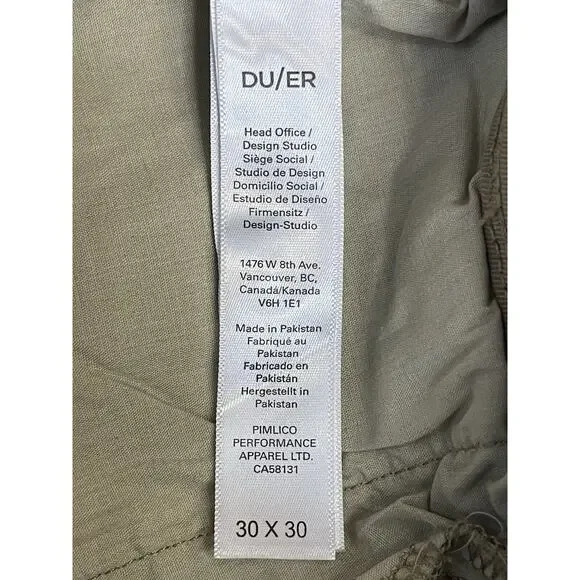 DU/ER
Head Office /
Design Studio
Siège Social /
Studio de Design
Domicilio Social /
Estudio de Diseño
Firmensitz /
Design-Studio
1476 W 8th Ave.
Vancouver, BC,
Canadá/Kanada
V6H 1E1
Made in Pakistan
Fabriqué au
Pakistan
Fabricado en
Pakistán
Hergestellt in
Pakistan
PIMLICO
PERFORMANCE
APPAREL LTD.
CA58131
30 X 30